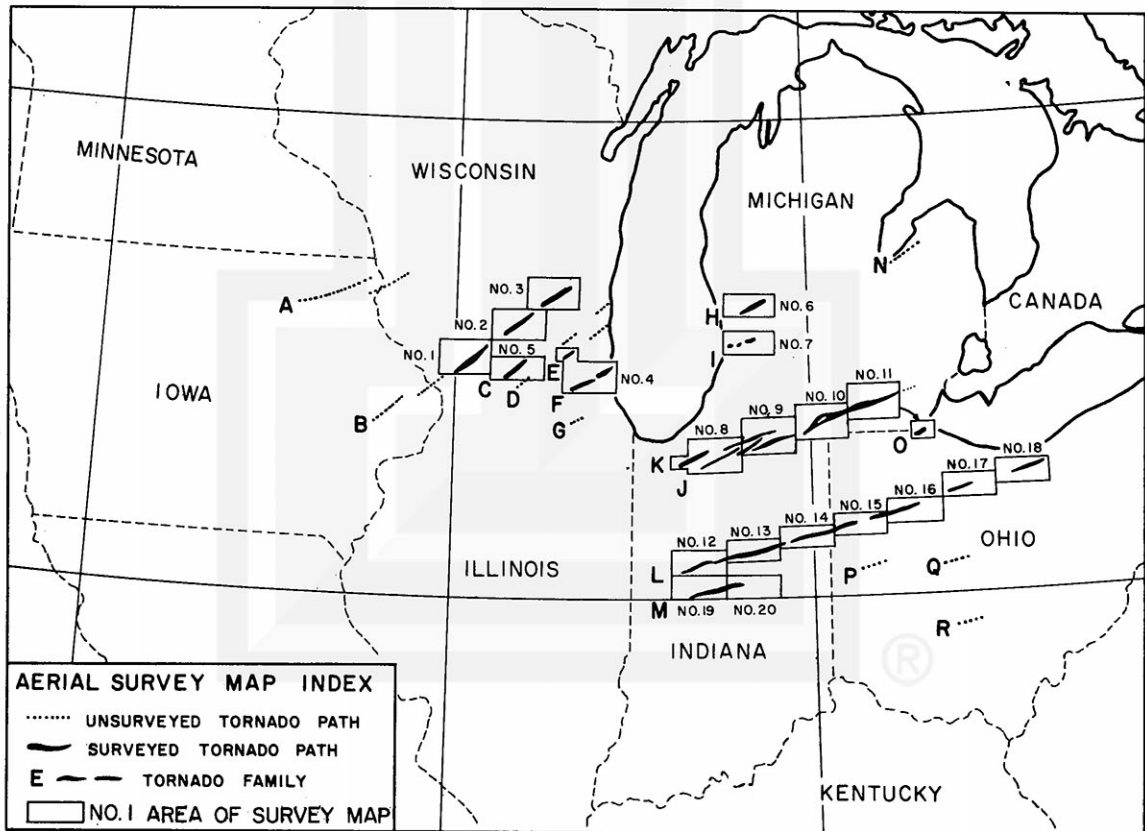 MINNESOTA
WISCONSIN
MICHIGAN
CANADA
IOWA
ILLINOIS
INDIANA
OHIO
KENTUCKY
A
B
NO. 1
NO. 2
NO. 3
NO. 5
C
D
E
F
NO. 4
G
H
NO. 6
I
NO. 7
N
NO. 8
NO. 9
NO. 10
NO. 11
K
J
O
NO. 12
NO. 13
NO. 14
NO. 15
NO. 16
NO. 17
NO. 18
L
M
NO. 19
NO. 20
P
Q
R
®
AERIAL SURVEY MAP INDEX
UNSURVEYED TORNADO PATH
SURVEYED TORNADO PATH
E TORNADO FAMILY
NO. 1 AREA OF SURVEY MAP